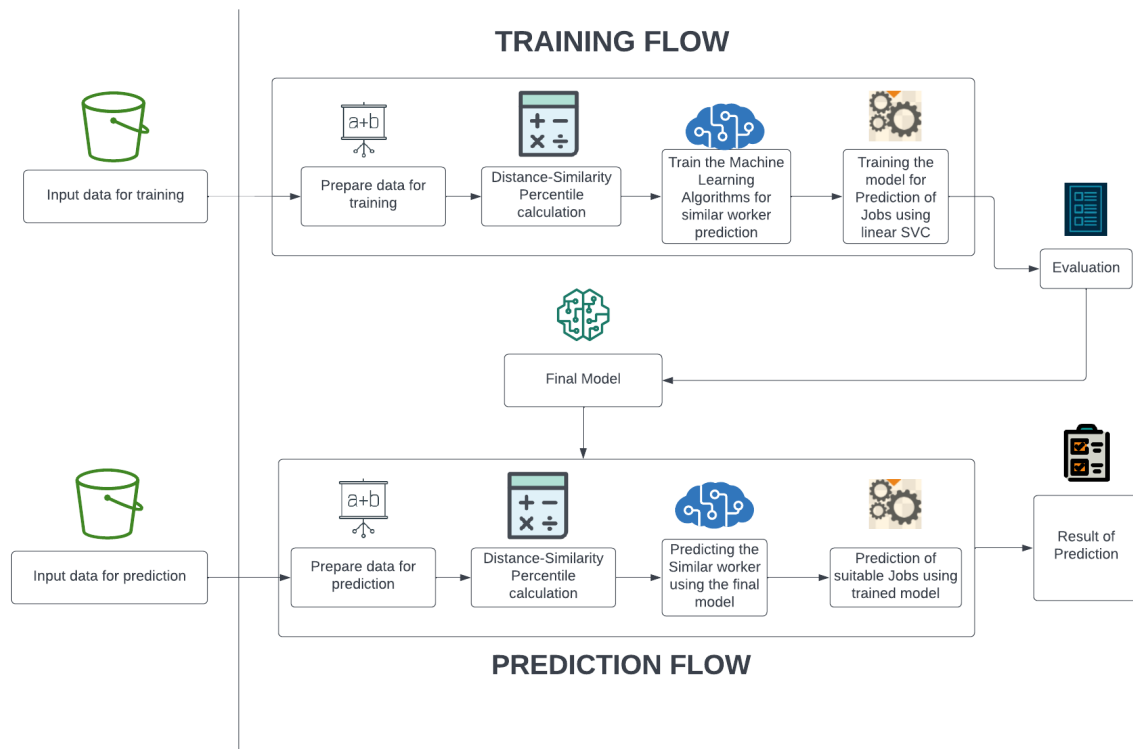 TRAINING FLOW
a+b
Input data for training
Prepare data for
training
+ −
× ÷
Distance-Similarity
Percentile
calculation
Train the Machine
Learning
Algorithms for
similar worker
prediction
Training the
model for
Prediction of
Jobs using
linear SVC
Evaluation
Final Model
a+b
Input data for prediction
Prepare data for
prediction
+ −
× ÷
Distance-Similarity
Percentile
calculation
Predicting the
Similar worker
using the final
model
Prediction of
suitable Jobs using
trained model
Result of
Prediction
PREDICTION FLOW